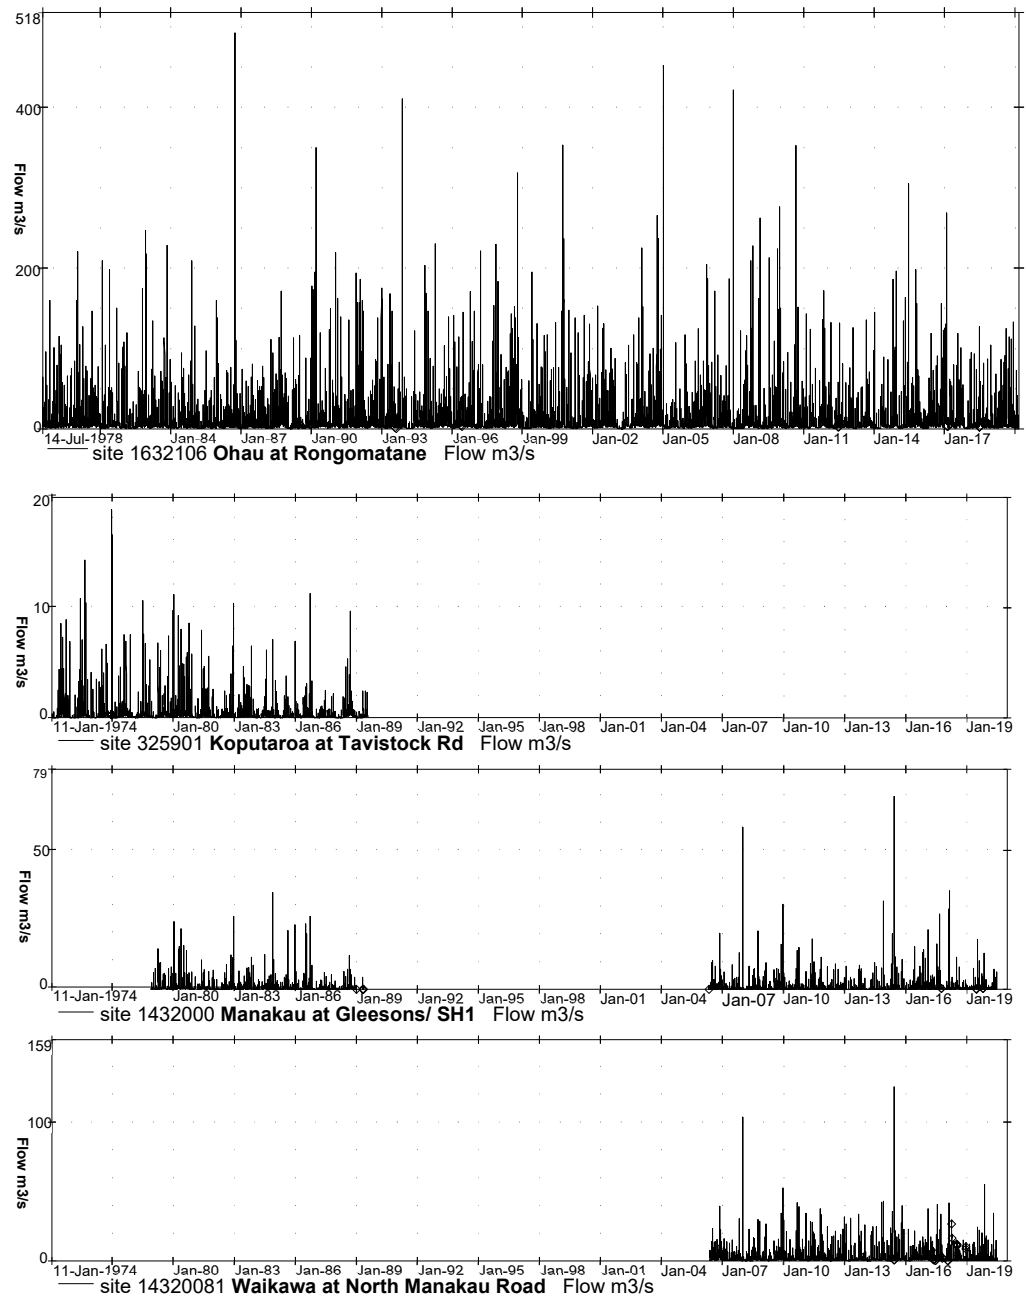 518
400
200
0
Flow m3/s
14-Jul-1978 Jan-84 Jan-87 Jan-90 Jan-93 Jan-96 Jan-99 Jan-02 Jan-05 Jan-08 Jan-11 Jan-14 Jan-17
site 1632106 Ohau at Rongomatane Flow m3/s
20
10
0
Flow m3/s
11-Jan-1974 Jan-80 Jan-83 Jan-86 Jan-89 Jan-92 Jan-95 Jan-98 Jan-01 Jan-04 Jan-07 Jan-10 Jan-13 Jan-16 Jan-19
site 325901 Koputaroa at Tavistock Rd Flow m3/s
79
50
0
Flow m3/s
11-Jan-1974 Jan-80 Jan-83 Jan-86 Jan-89 Jan-92 Jan-95 Jan-98 Jan-01 Jan-04 Jan-07 Jan-10 Jan-13 Jan-16 Jan-19
site 1432000 Manakau at Gleesons/ SH1 Flow m3/s
159
100
0
Flow m3/s
11-Jan-1974 Jan-80 Jan-83 Jan-86 Jan-89 Jan-92 Jan-95 Jan-98 Jan-01 Jan-04 Jan-07 Jan-10 Jan-13 Jan-16 Jan-19
site 14320081 Waikawa at North Manakau Road Flow m3/s